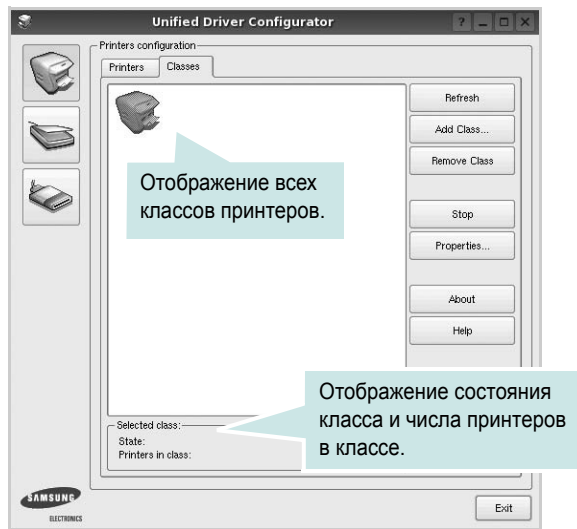 Unified Driver Configurator
Printers configuration
Printers
Classes
Refresh
Add Class...
Remove Class
Отображение всех
классов принтеров.
Stop
Properties...
About
Help
Отображение состояния
класса и числа принтеров
в классе.
Selected class:
State:
Printers in class:
SAMSUNG
ELECTRONICS
Exit